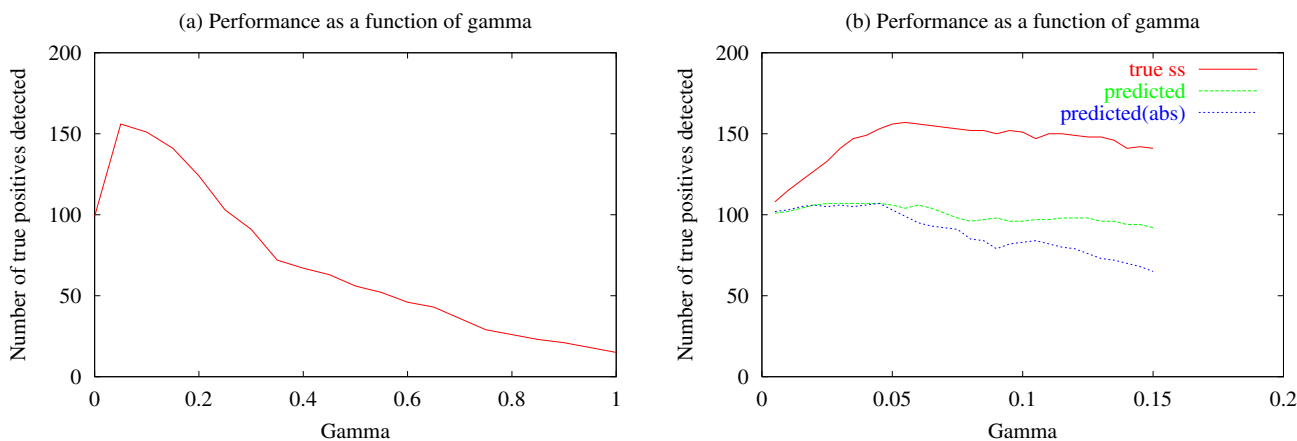 (a) Performance as a function of gamma
200
150
100
50
0
0 0.2 0.4 0.6 0.8 1
Gamma
Number of true positives detected
(b) Performance as a function of gamma
200
150
100
50
0
0 0.05 0.1 0.15 0.2
Gamma
Number of true positives detected
true ss
predicted
predicted(abs)